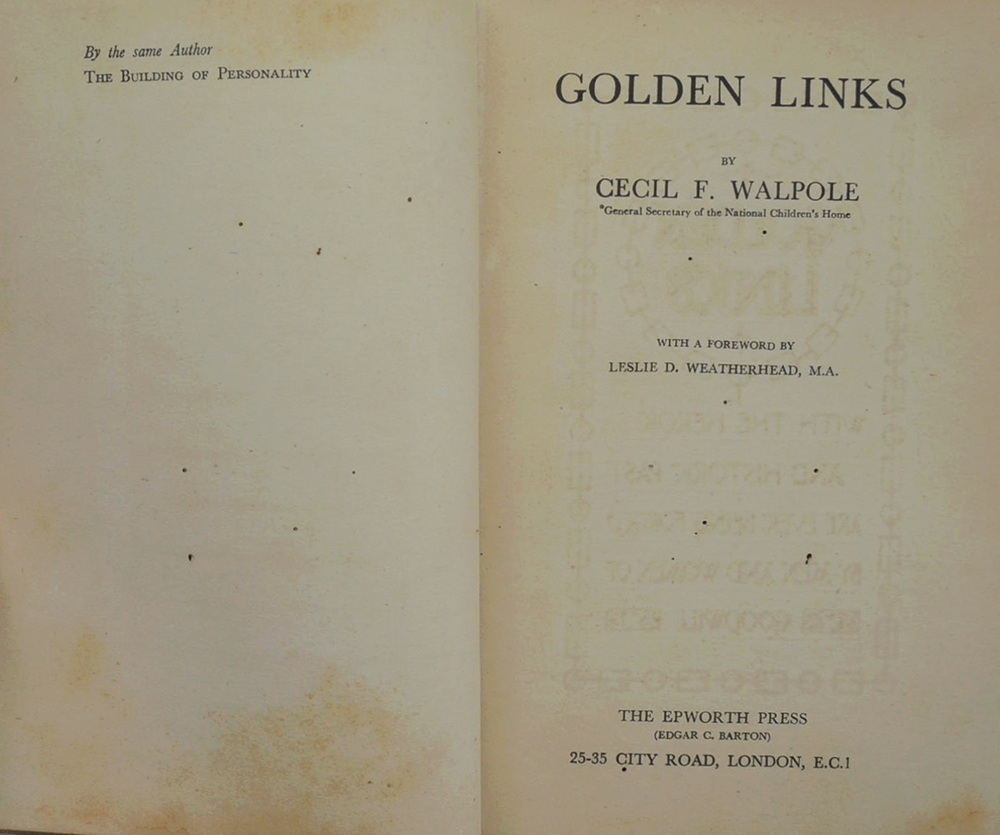 By the same Author
THE BUILDING OF PERSONALITY
GOLDEN LINKS
BY
CECIL F. WALPOLE
General Secretary of the National Children's Home
WITH A FOREWORD BY
LESLIE D. WEATHERHEAD, M.A.
THE EPWORTH PRESS
(EDGAR C. BARTON)
25-35 CITY ROAD, LONDON, E.C.1